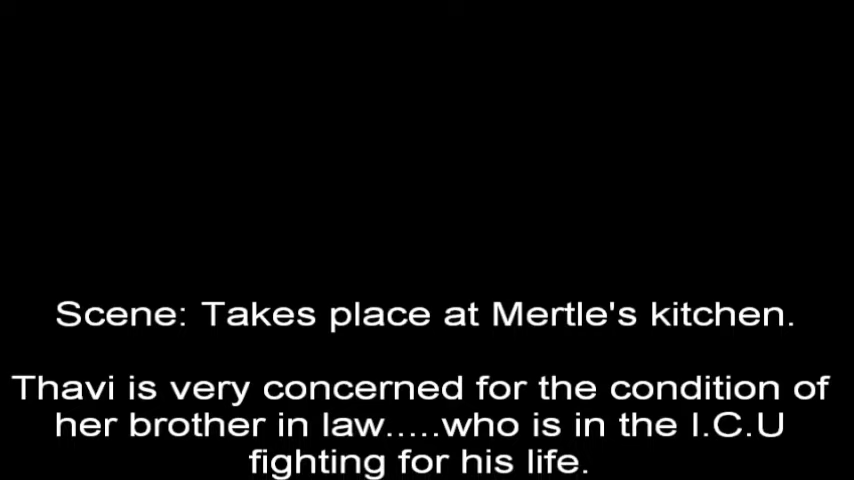 Scene: Takes place at Mertle's kitchen.
Thavi is very concerned for the condition of
her brother in law.....who is in the I.C.U
fighting for his life.